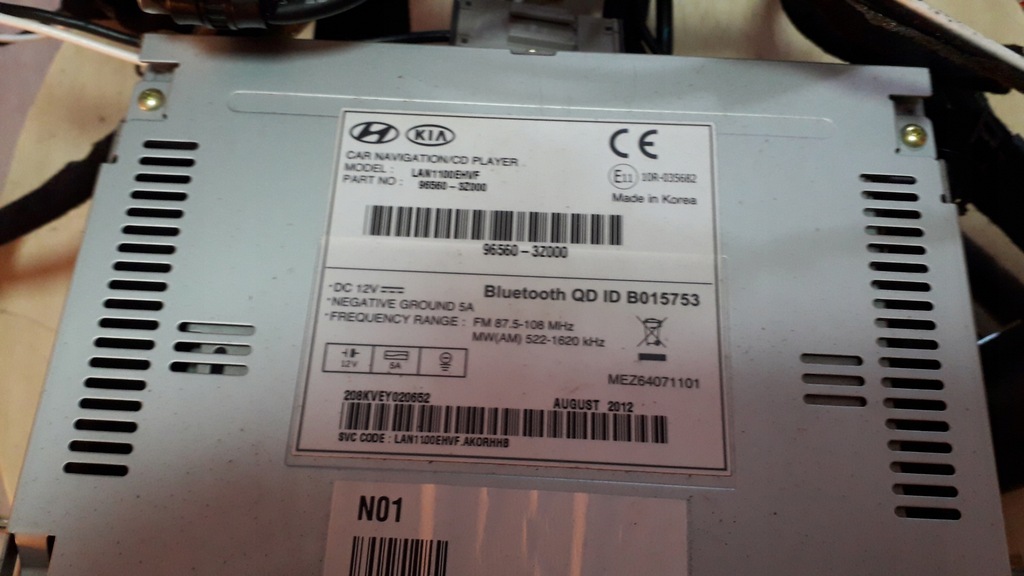 KIA
CE
CAR NAVIGATION/CD PLAYER
MODEL : LAN1100EHVF
PART NO : 96560-3Z000
E11 10R-035682
Made in Korea
96560-3Z000
*DC 12V
*NEGATIVE GROUND 5A
*FREQUENCY RANGE : FM 87.5-108 MHz
MW(AM) 522-1620 kHz
Bluetooth QD ID B015753
12V 5A
MEZ64071101
208KVEY020652 AUGUST 2012
SVC CODE : LAN1100EHVF.AKORHHB
N01